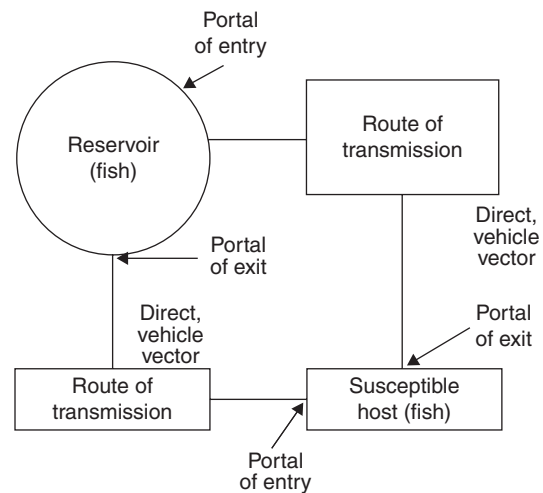 Portal
of entry
Reservoir
(fish)
Route of
transmission
Direct,
vehicle
vector
Portal
of exit
Direct,
vehicle
vector
Portal
of exit
Route of
transmission
Susceptible
host (fish)
Portal
of entry